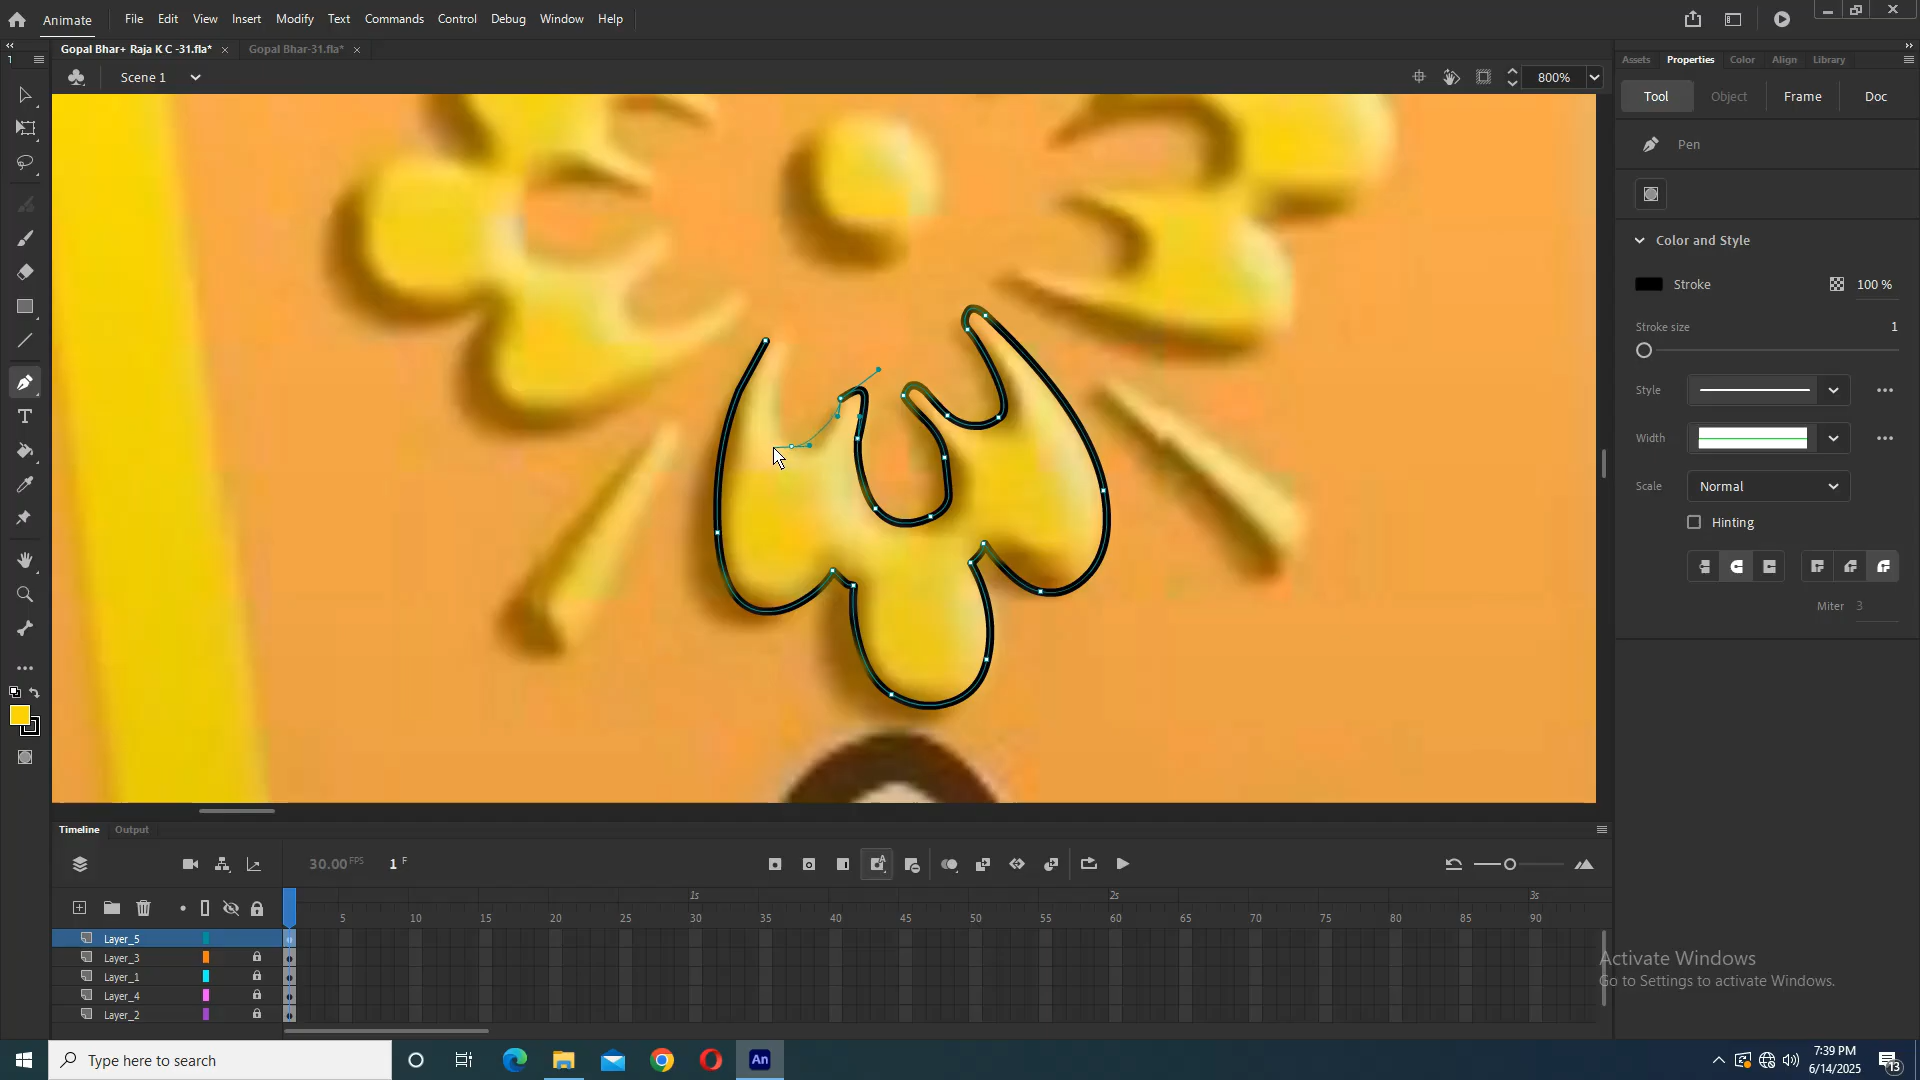 Animate
File Edit View Insert Modify Text Commands Control Debug Window Help
Gopal Bhar+ Raja K C -31.fla* Gopal Bhar-31.fla*
Scene 1
800%
Assets Properties Color Align Library
Tool Object Frame Doc
Pen
Color and Style
Stroke 100 %
Stroke size 1
Style
Width
Scale Normal
Hinting
Miter 3
Timeline Output
30.00 FPS 1 F
1s 2s 3s
5 10 15 20 25 30 35 40 45 50 55 60 65 70 75 80 85 90
Layer_5
Layer_3
Layer_1
Layer_4
Layer_2
Activate Windows
Go to Settings to activate Windows.
Type here to search
An
7:39 PM
6/14/2025
13